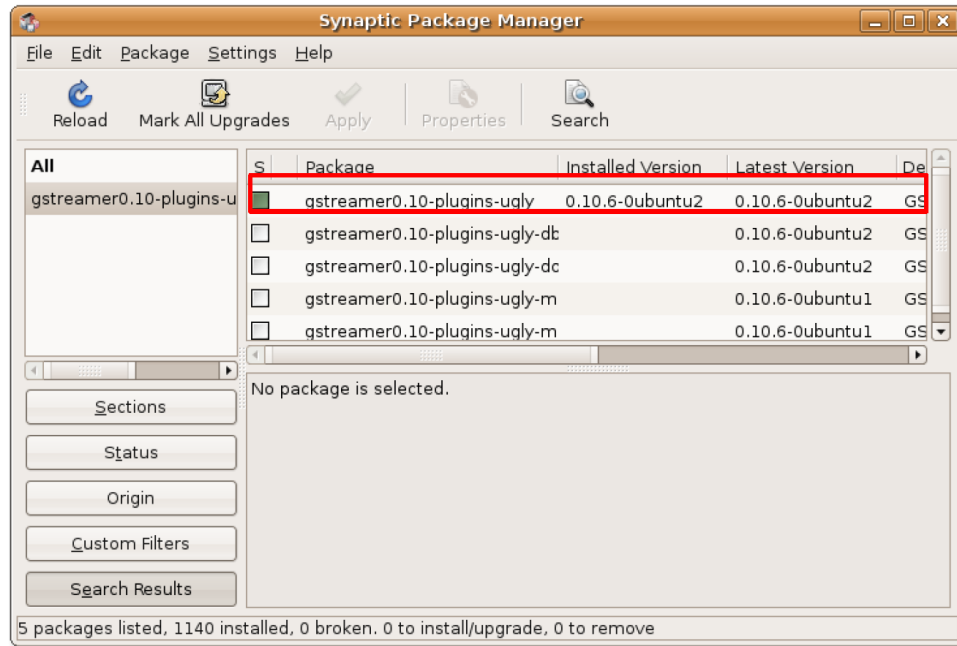 Synaptic Package Manager
File Edit Package Settings Help
Reload Mark All Upgrades Apply Properties Search
All
gstreamer0.10-plugins-u
S Package Installed Version Latest Version De
gstreamer0.10-plugins-ugly 0.10.6-0ubuntu2 0.10.6-0ubuntu2 GS
gstreamer0.10-plugins-ugly-db 0.10.6-0ubuntu2 GS
gstreamer0.10-plugins-ugly-dc 0.10.6-0ubuntu2 GS
gstreamer0.10-plugins-ugly-m 0.10.6-0ubuntu1 GS
gstreamer0.10-plugins-ugly-m 0.10.6-0ubuntu1 GS
No package is selected.
Sections
Status
Origin
Custom Filters
Search Results
5 packages listed, 1140 installed, 0 broken. 0 to install/upgrade, 0 to remove